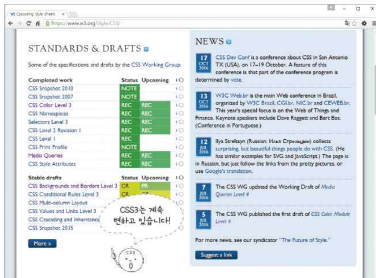 https://www.w3.org/Style/CSS/
STANDARDS & DRAFTS
Some of the specifications and drafts by the CSS Working Group
Completed work Status Upcoming
CSS Snapshot 2010 NOTE
CSS Snapshot 2007 NOTE
CSS Color Level 3 REC REC
CSS Namespaces REC REC
Selectors Level 3 REC REC
CSS Level 2 Revision 1 REC REC
CSS Level 1 REC
CSS Print Profile NOTE
Media Queries REC REC
CSS Style Attributes REC REC
Stable drafts Status Upcoming
CSS Backgrounds and Borders Level 3 CR PR
CSS Conditional Rules Level 3 CR
CSS Multi-column Layout
CSS Values and Units Level 3
CSS Cascading and Inheritance
CSS Snapshot 2015
More »
CSS3는 계속
변하고 있습니다!
CSS
NEWS
17 OCT 2016
CSS Dev Conf is a conference about CSS in San Antonio
TX (USA), on 17–19 October. A feature of this
conference is that part of the conference program is
determined by vote.
13 OCT 2016
W3C Web.br is the main Web conference in Brazil,
organized by W3C Brazil, CGI.br, NIC.br and CEWEB.br.
This year's special focus is on the Web of Things and
Finance. Keynote speakers include Dave Raggett and Bert Bos.
(Conference in Portuguese.)
12
2016
Ilya Streltsyn (Russian: Илья Стрельцын) collects
surprising, but beautiful things people do with CSS. (He
has similar examples for SVG and JavaScript.) The page is
in Russian, but just follow the links from the pretty pictures, or
use Google's translation.
7
2016
The CSS WG updated the Working Draft of Media
Queries Level 4
5
2016
The CSS WG published the first draft of CSS Color Module
Level 4
For more news, see our syndicator "The Future of Style."
Suggest a link